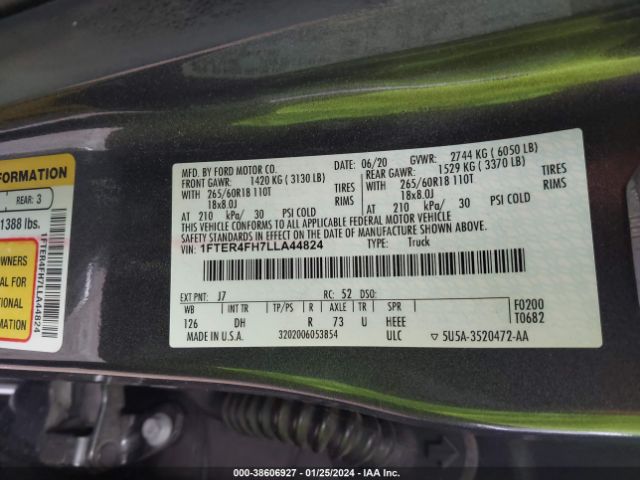 FORMATION
REAR: 3
1388 lbs.
OWNERS
FOR
IONAL
TION
1FTER4FH7LLA44824
MFD. BY FORD MOTOR CO.
06/20
GVWR: 2744 KG ( 6050 LB)
FRONT GAWR: 1420 KG ( 3130 LB)
REAR GAWR: 1529 KG ( 3370 LB)
WITH 265/60R18 110T TIRES
WITH 265/60R18 110T TIRES
18x8.0J RIMS
18x8.0J RIMS
AT 210 kPa/ 30 PSI COLD
AT 210 kPa/ 30 PSI COLD
THIS VEHICLE CONFORMS TO ALL APPLICABLE FEDERAL MOTOR VEHICLE
SAFETY STANDARDS IN EFFECT ON THE DATE OF MANUFACTURE SHOWN ABOVE.
VIN: 1FTER4FH7LLA44824
TYPE: Truck
EXT PNT: J7 RC: 52 DSO:
WB INT TR TP/PS R AXLE TR SPR
126 DH R 73 U HEEE
F0200
T0682
MADE IN U.S.A. 3202006053854 ULC ▽ 5U5A-3520472-AA
000-38606927 - 01/25/2024 - IAA Inc.